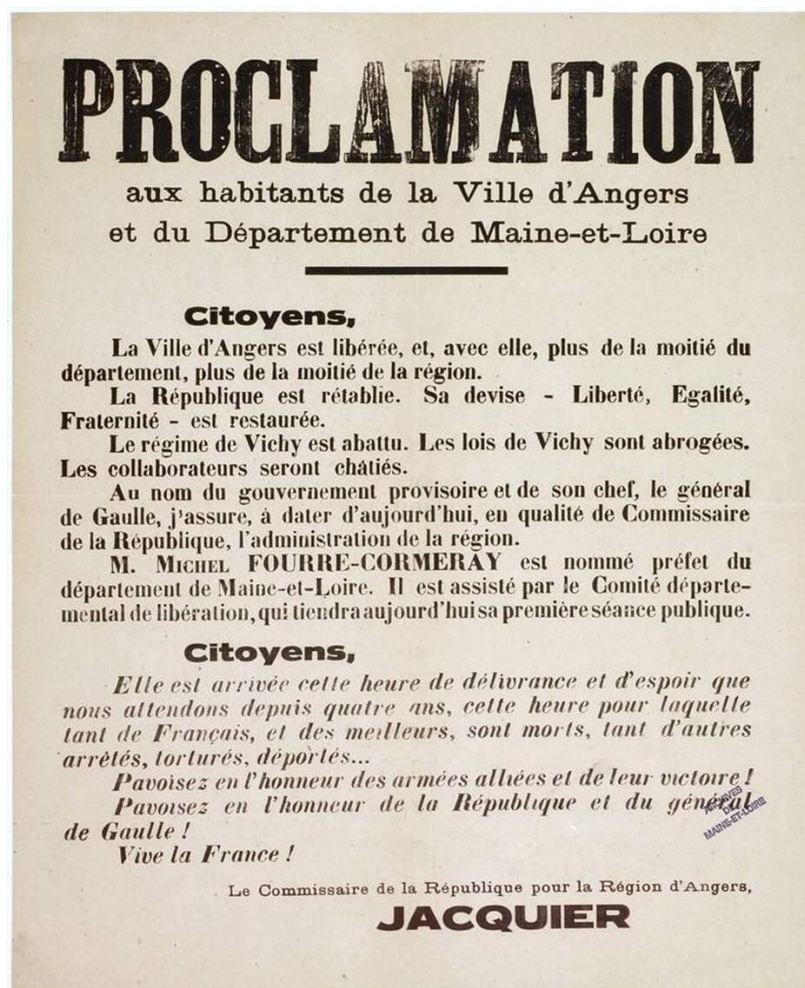 PROCLAMATION
aux habitants de la Ville d'Angers
et du Département de Maine-et-Loire
Citoyens,
La Ville d'Angers est libérée, et, avec elle, plus de la moitié du
département, plus de la moitié de la région.
La République est rétablie. Sa devise - Liberté, Egalité,
Fraternité - est restaurée.
Le régime de Vichy est abattu. Les lois de Vichy sont abrogées.
Les collaborateurs seront châtiés.
Au nom du gouvernement provisoire et de son chef, le général
de Gaulle, j'assure, à dater d'aujourd'hui, en qualité de Commissaire
de la République, l'administration de la région.
M. MICHEL FOURRE-CORMERAY est nommé préfet du
département de Maine-et-Loire. Il est assisté par le Comité départe-
mental de libération, qui tiendra aujourd'hui sa première séance publique.
Citoyens,
Elle est arrivée cette heure de délivrance et d'espoir que
nous attendons depuis quatre ans, cette heure pour laquelle
tant de Français, et des meilleurs, sont morts, tant d'autres
arrêtés, torturés, déportés...
Pavoisez en l'honneur des armées alliées et de leur victoire !
Pavoisez en l'honneur de la République et du général
de Gaulle !
Vive la France !
ARCHIVES
DE
MAINE-ET-LOIRE
Le Commissaire de la République pour la Région d'Angers,
JACQUIER